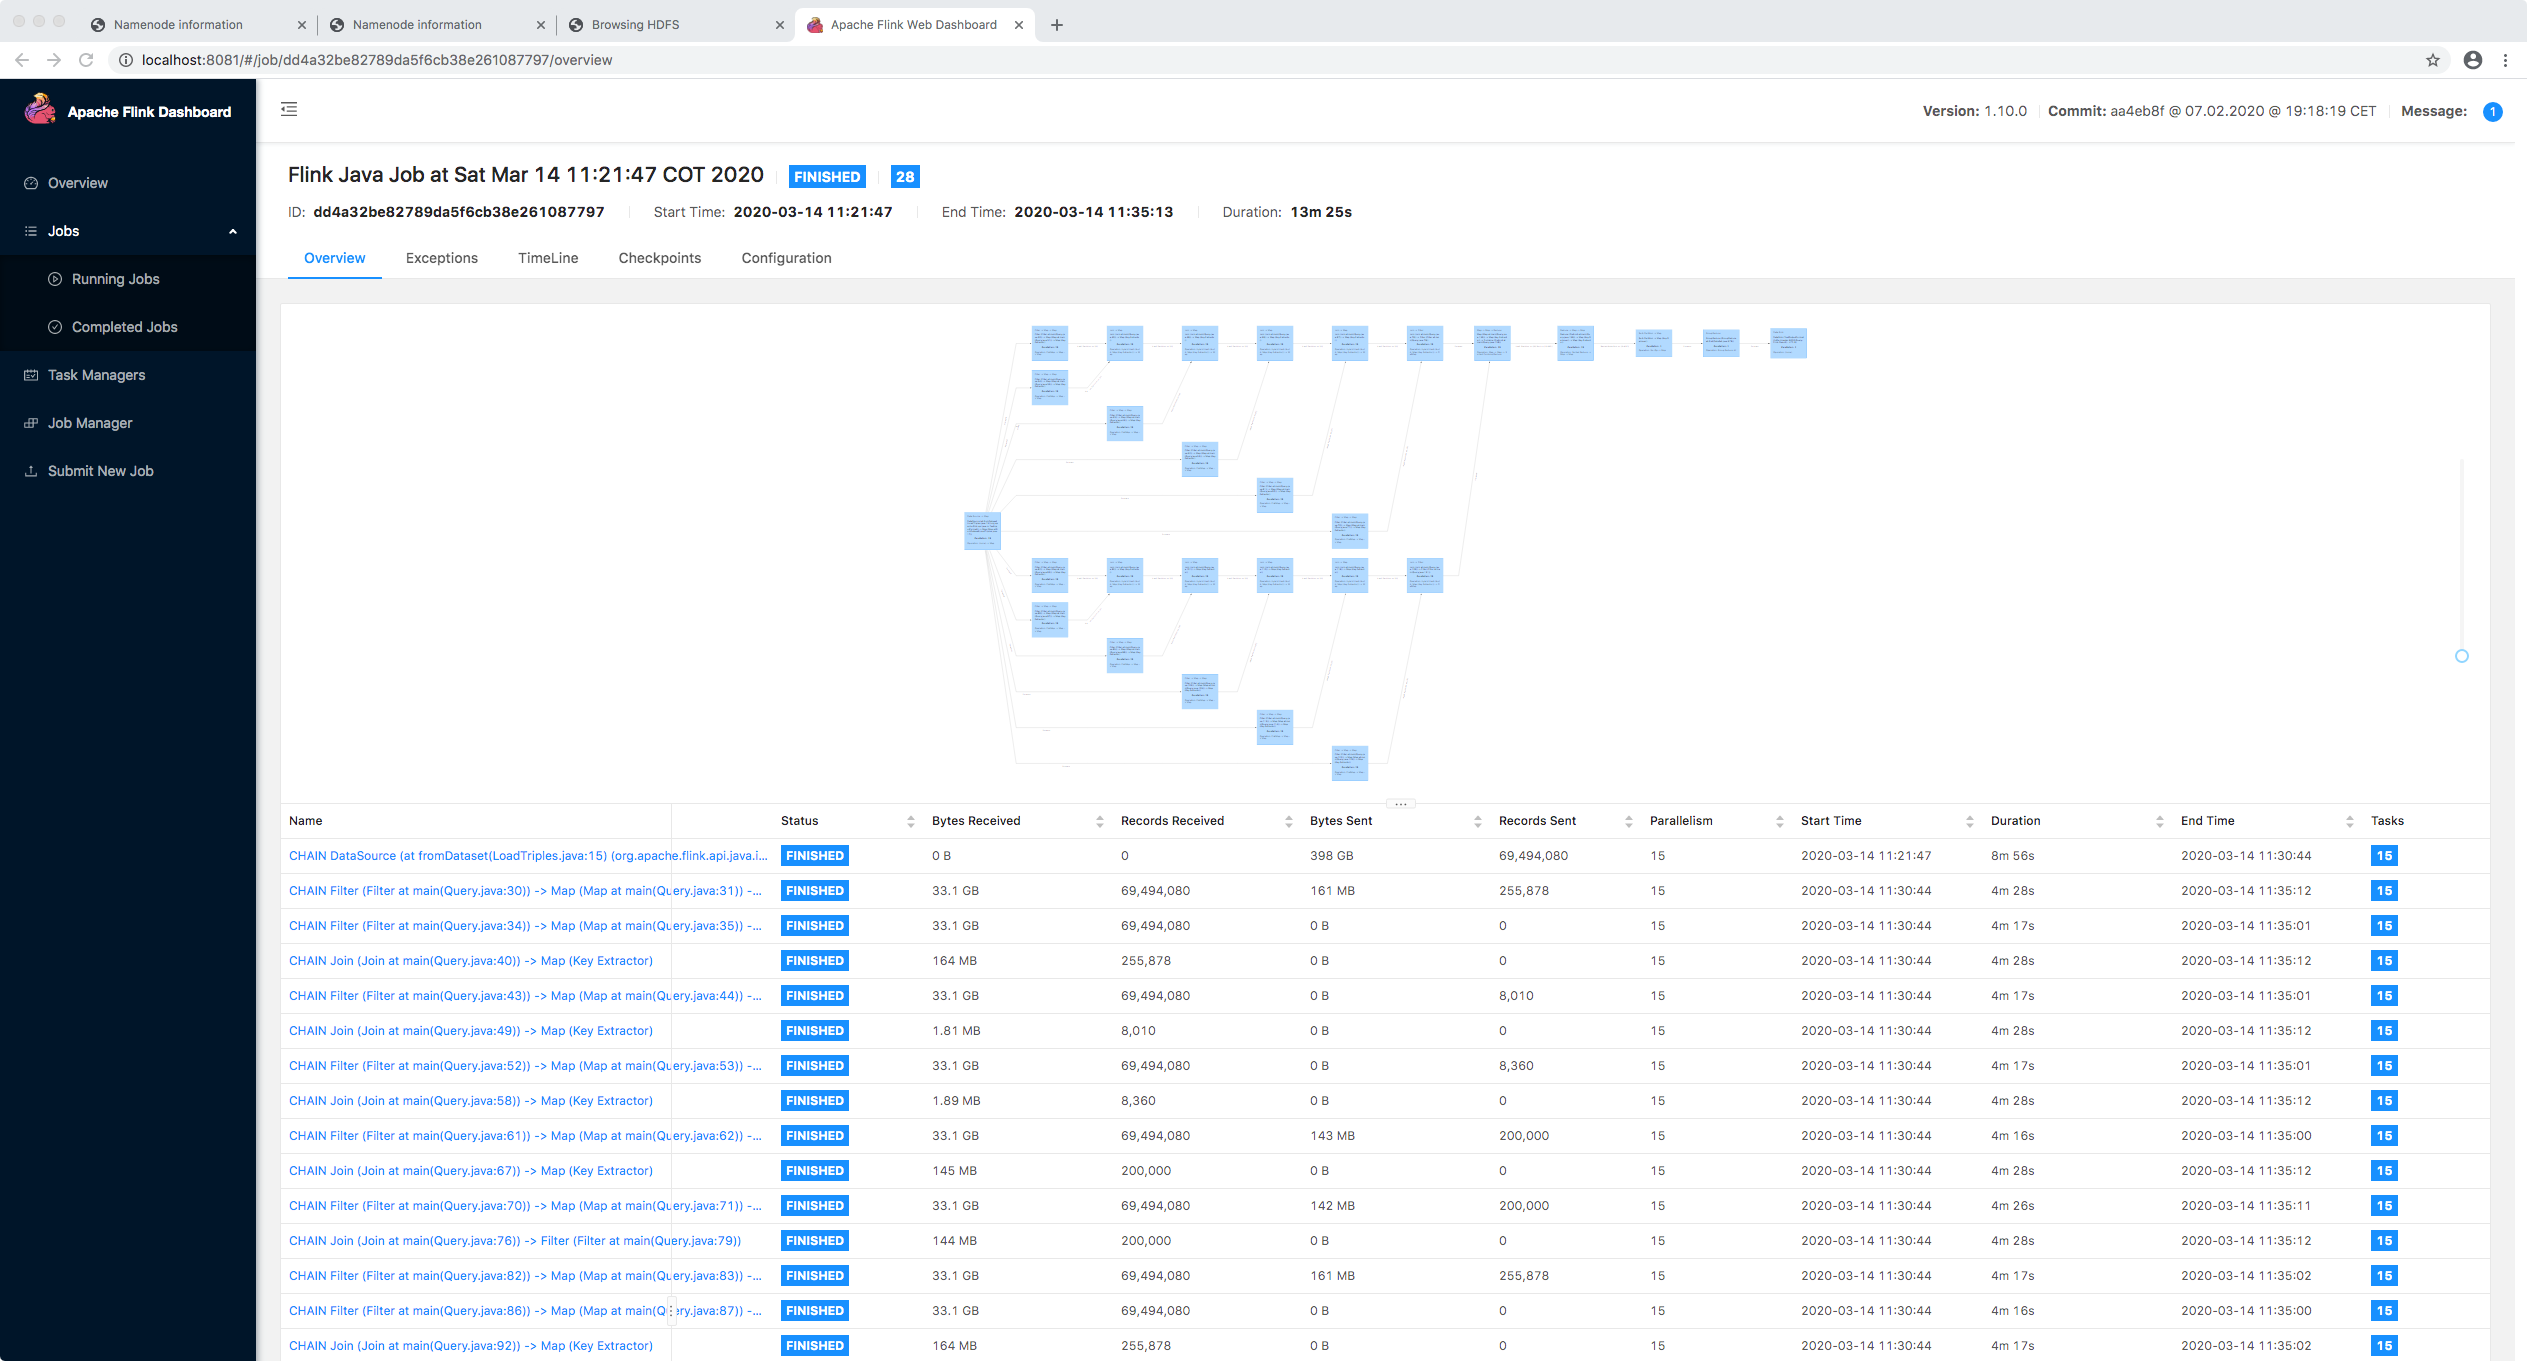 Namenode information
Namenode information
Browsing HDFS
Apache Flink Web Dashboard
localhost:8081/#/job/dd4a32be82789da5f6cb38e261087797/overview
Apache Flink Dashboard
Version: 1.10.0 Commit: aa4eb8f @ 07.02.2020 @ 19:18:19 CET Message: 1
Overview
Jobs
Running Jobs
Completed Jobs
Task Managers
Job Manager
Submit New Job
Flink Java Job at Sat Mar 14 11:21:47 COT 2020 FINISHED 28
ID: dd4a32be82789da5f6cb38e261087797 Start Time: 2020-03-14 11:21:47 End Time: 2020-03-14 11:35:13 Duration: 13m 25s
Overview Exceptions TimeLine Checkpoints Configuration
Name Status Bytes Received Records Received Bytes Sent Records Sent Parallelism Start Time Duration End Time Tasks
CHAIN DataSource (at fromDataset(LoadTriples.java:15) (org.apache.flink.api.java.i... FINISHED 0 B 0 398 GB 69,494,080 15 2020-03-14 11:21:47 8m 56s 2020-03-14 11:30:44 15
CHAIN Filter (Filter at main(Query.java:30)) -> Map (Map at main(Query.java:31)) -... FINISHED 33.1 GB 69,494,080 161 MB 255,878 15 2020-03-14 11:30:44 4m 28s 2020-03-14 11:35:12 15
CHAIN Filter (Filter at main(Query.java:34)) -> Map (Map at main(Query.java:35)) -... FINISHED 33.1 GB 69,494,080 0 B 0 15 2020-03-14 11:30:44 4m 17s 2020-03-14 11:35:01 15
CHAIN Join (Join at main(Query.java:40)) -> Map (Key Extractor) FINISHED 164 MB 255,878 0 B 0 15 2020-03-14 11:30:44 4m 28s 2020-03-14 11:35:12 15
CHAIN Filter (Filter at main(Query.java:43)) -> Map (Map at main(Query.java:44)) -... FINISHED 33.1 GB 69,494,080 0 B 8,010 15 2020-03-14 11:30:44 4m 17s 2020-03-14 11:35:01 15
CHAIN Join (Join at main(Query.java:49)) -> Map (Key Extractor) FINISHED 1.81 MB 8,010 0 B 0 15 2020-03-14 11:30:44 4m 28s 2020-03-14 11:35:12 15
CHAIN Filter (Filter at main(Query.java:52)) -> Map (Map at main(Query.java:53)) -... FINISHED 33.1 GB 69,494,080 0 B 8,360 15 2020-03-14 11:30:44 4m 17s 2020-03-14 11:35:01 15
CHAIN Join (Join at main(Query.java:58)) -> Map (Key Extractor) FINISHED 1.89 MB 8,360 0 B 0 15 2020-03-14 11:30:44 4m 28s 2020-03-14 11:35:12 15
CHAIN Filter (Filter at main(Query.java:61)) -> Map (Map at main(Query.java:62)) -... FINISHED 33.1 GB 69,494,080 143 MB 200,000 15 2020-03-14 11:30:44 4m 16s 2020-03-14 11:35:00 15
CHAIN Join (Join at main(Query.java:67)) -> Map (Key Extractor) FINISHED 145 MB 200,000 0 B 0 15 2020-03-14 11:30:44 4m 28s 2020-03-14 11:35:12 15
CHAIN Filter (Filter at main(Query.java:70)) -> Map (Map at main(Query.java:71)) -... FINISHED 33.1 GB 69,494,080 142 MB 200,000 15 2020-03-14 11:30:44 4m 26s 2020-03-14 11:35:11 15
CHAIN Join (Join at main(Query.java:76)) -> Filter (Filter at main(Query.java:79)) FINISHED 144 MB 200,000 0 B 0 15 2020-03-14 11:30:44 4m 28s 2020-03-14 11:35:12 15
CHAIN Filter (Filter at main(Query.java:82)) -> Map (Map at main(Query.java:83)) -... FINISHED 33.1 GB 69,494,080 161 MB 255,878 15 2020-03-14 11:30:44 4m 17s 2020-03-14 11:35:02 15
CHAIN Filter (Filter at main(Query.java:86)) -> Map (Map at main(Query.java:87)) -... FINISHED 33.1 GB 69,494,080 0 B 0 15 2020-03-14 11:30:44 4m 16s 2020-03-14 11:35:00 15
CHAIN Join (Join at main(Query.java:92)) -> Map (Key Extractor) FINISHED 164 MB 255,878 0 B 0 15 2020-03-14 11:30:44 4m 17s 2020-03-14 11:35:02 15